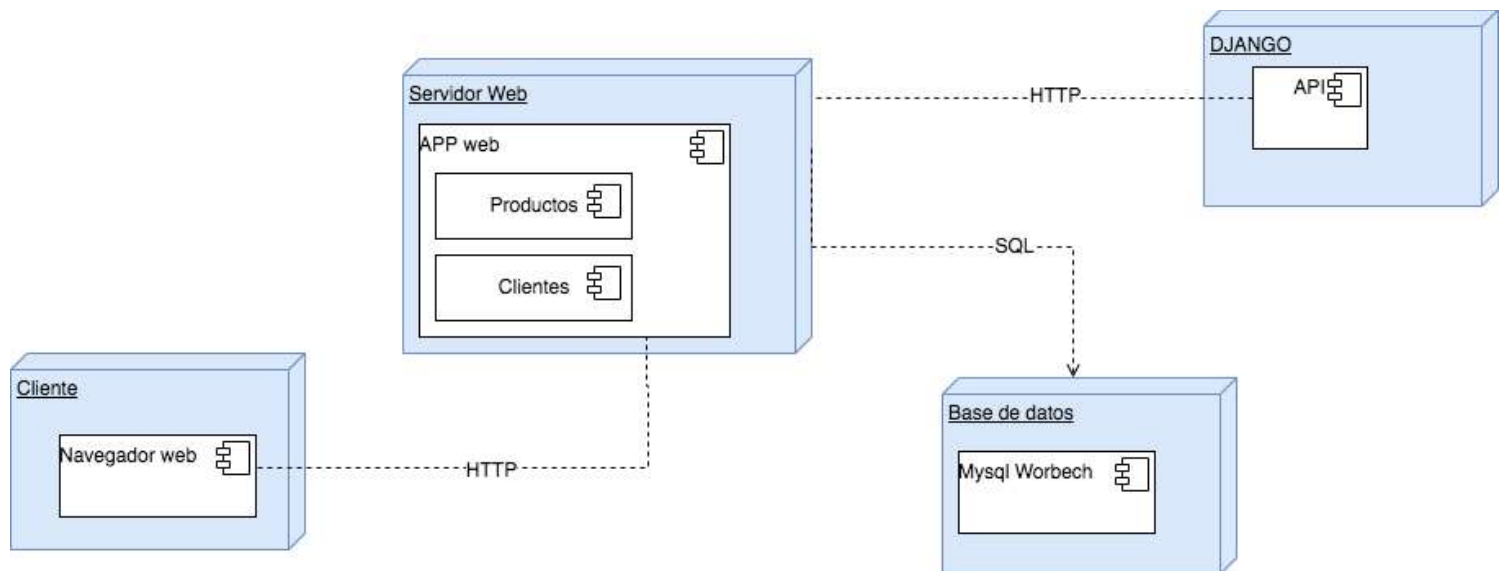 DJANGO
API
Servidor Web
HTTP
APP web
Productos
SQL
Clientes
Cliente
Base de datos
Navegador web
HTTP
Mysql Worbech